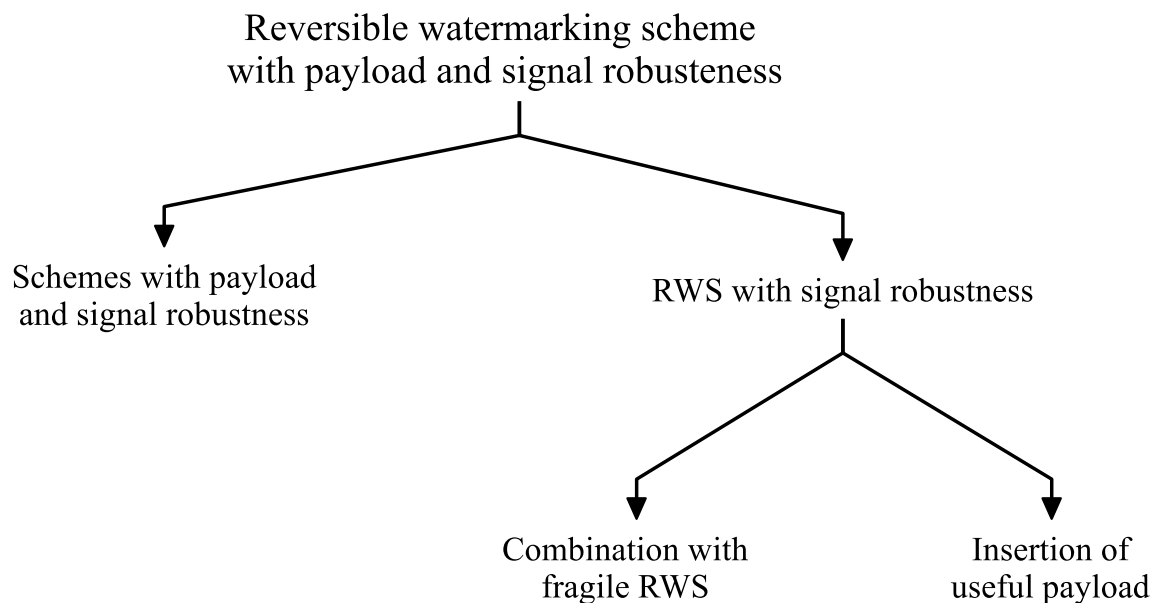 Reversible watermarking scheme
with payload and signal robusteness
Schemes with payload
and signal robustness
RWS with signal robustness
Combination with
fragile RWS
Insertion of
useful payload